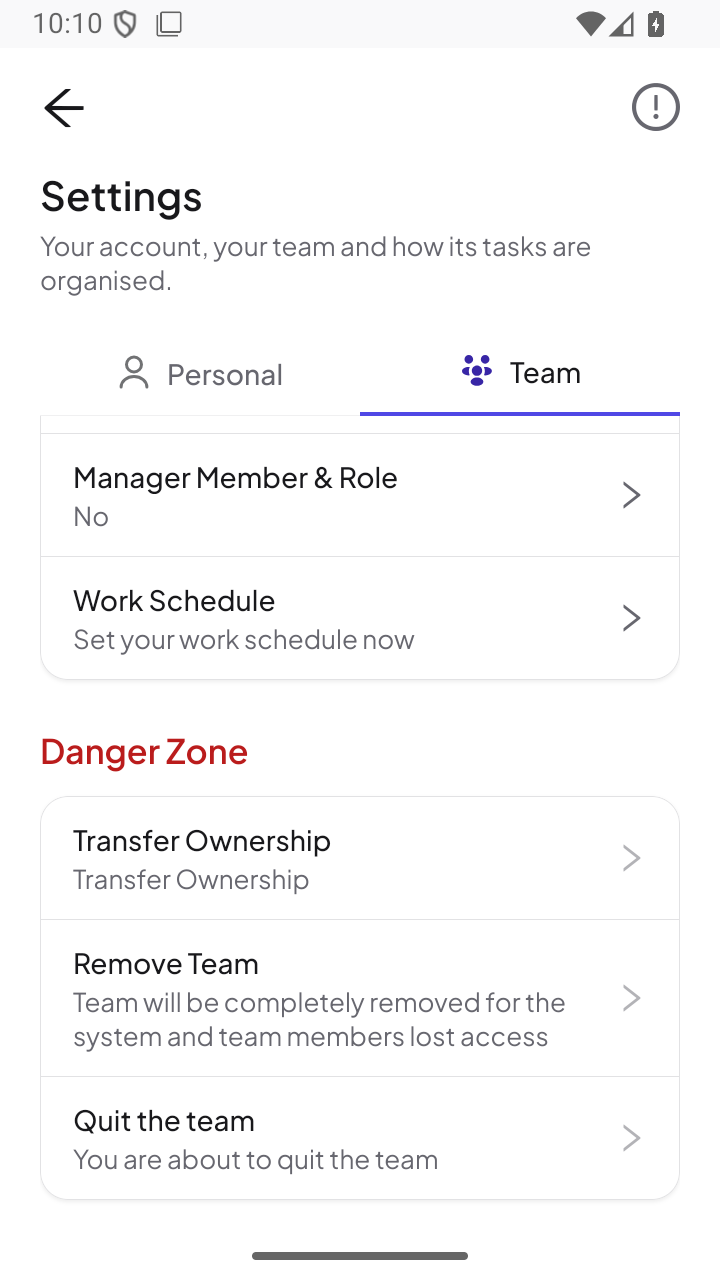 10:10
Settings
Your account, your team and how its tasks are
organised.
Personal
Team
Manager Member & Role
No
Work Schedule
Set your work schedule now
Danger Zone
Transfer Ownership
Transfer Ownership
Remove Team
Team will be completely removed for the
system and team members lost access
Quit the team
You are about to quit the team